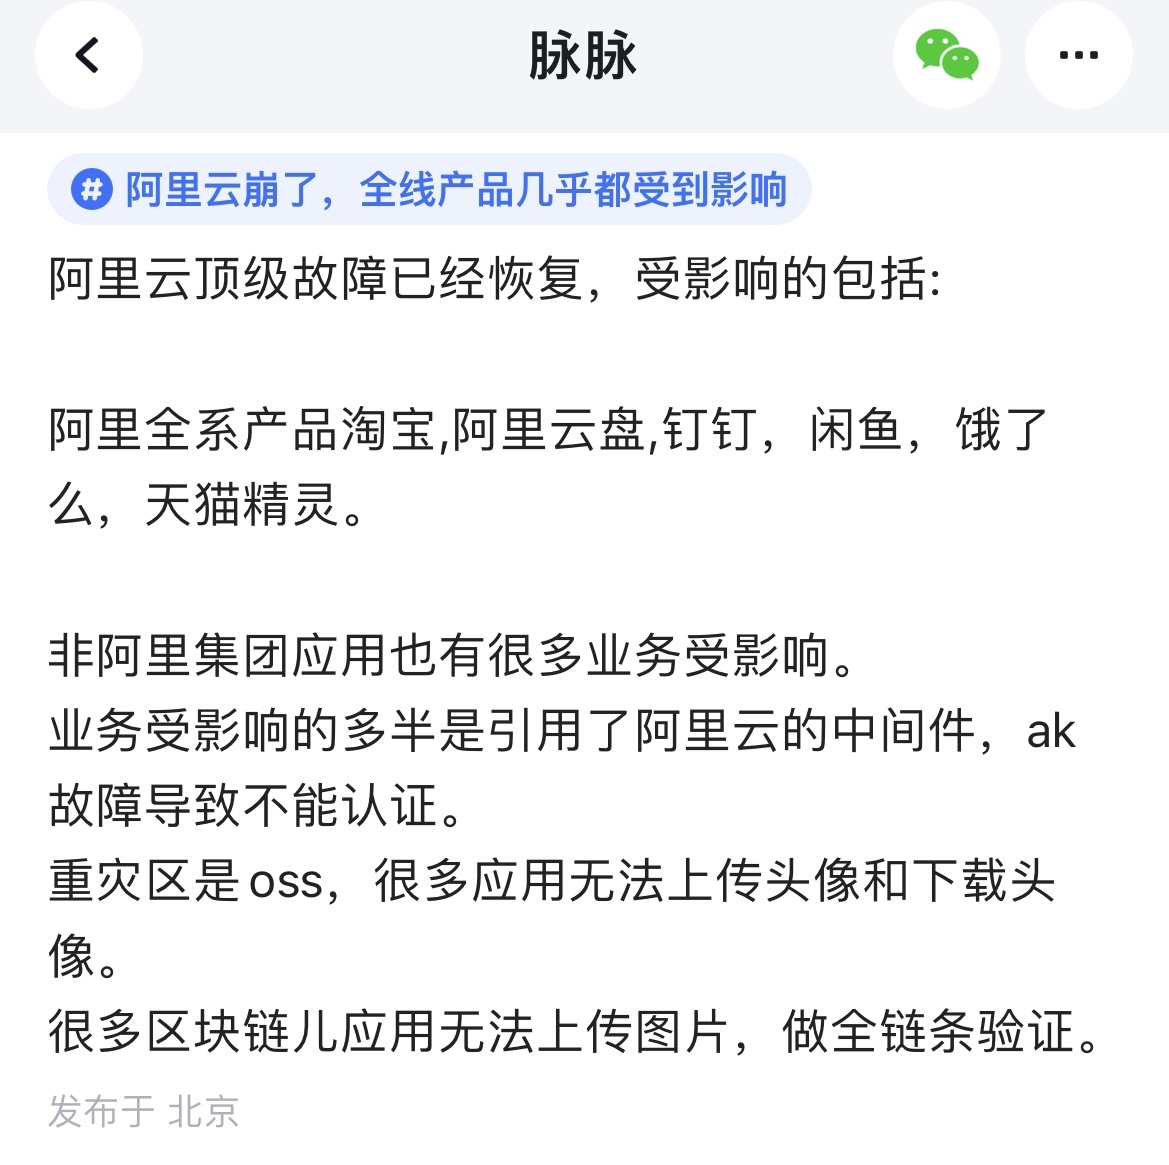 脉脉
# 阿里云崩了，全线产品几乎都受到影响
阿里云顶级故障已经恢复，受影响的包括:
阿里全系产品淘宝,阿里云盘,钉钉，闲鱼，饿了
么，天猫精灵。
非阿里集团应用也有很多业务受影响。
业务受影响的多半是引用了阿里云的中间件，ak
故障导致不能认证。
重灾区是oss，很多应用无法上传头像和下载头
像。
很多区块链儿应用无法上传图片，做全链条验证。
发布于 北京